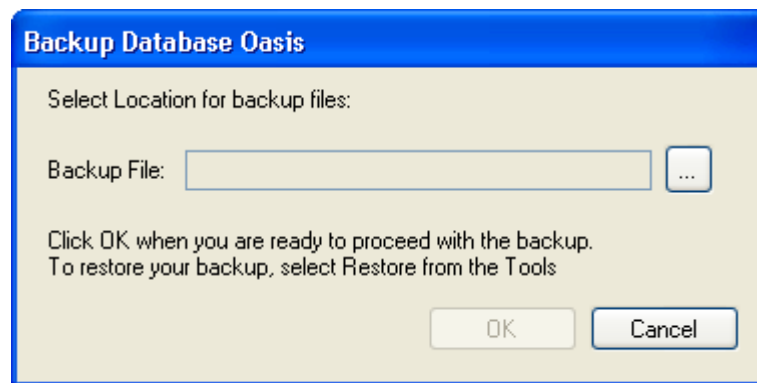 Backup Database Oasis
Select Location for backup files:
Backup File:
...
Click OK when you are ready to proceed with the backup.
To restore your backup, select Restore from the Tools
OK
Cancel